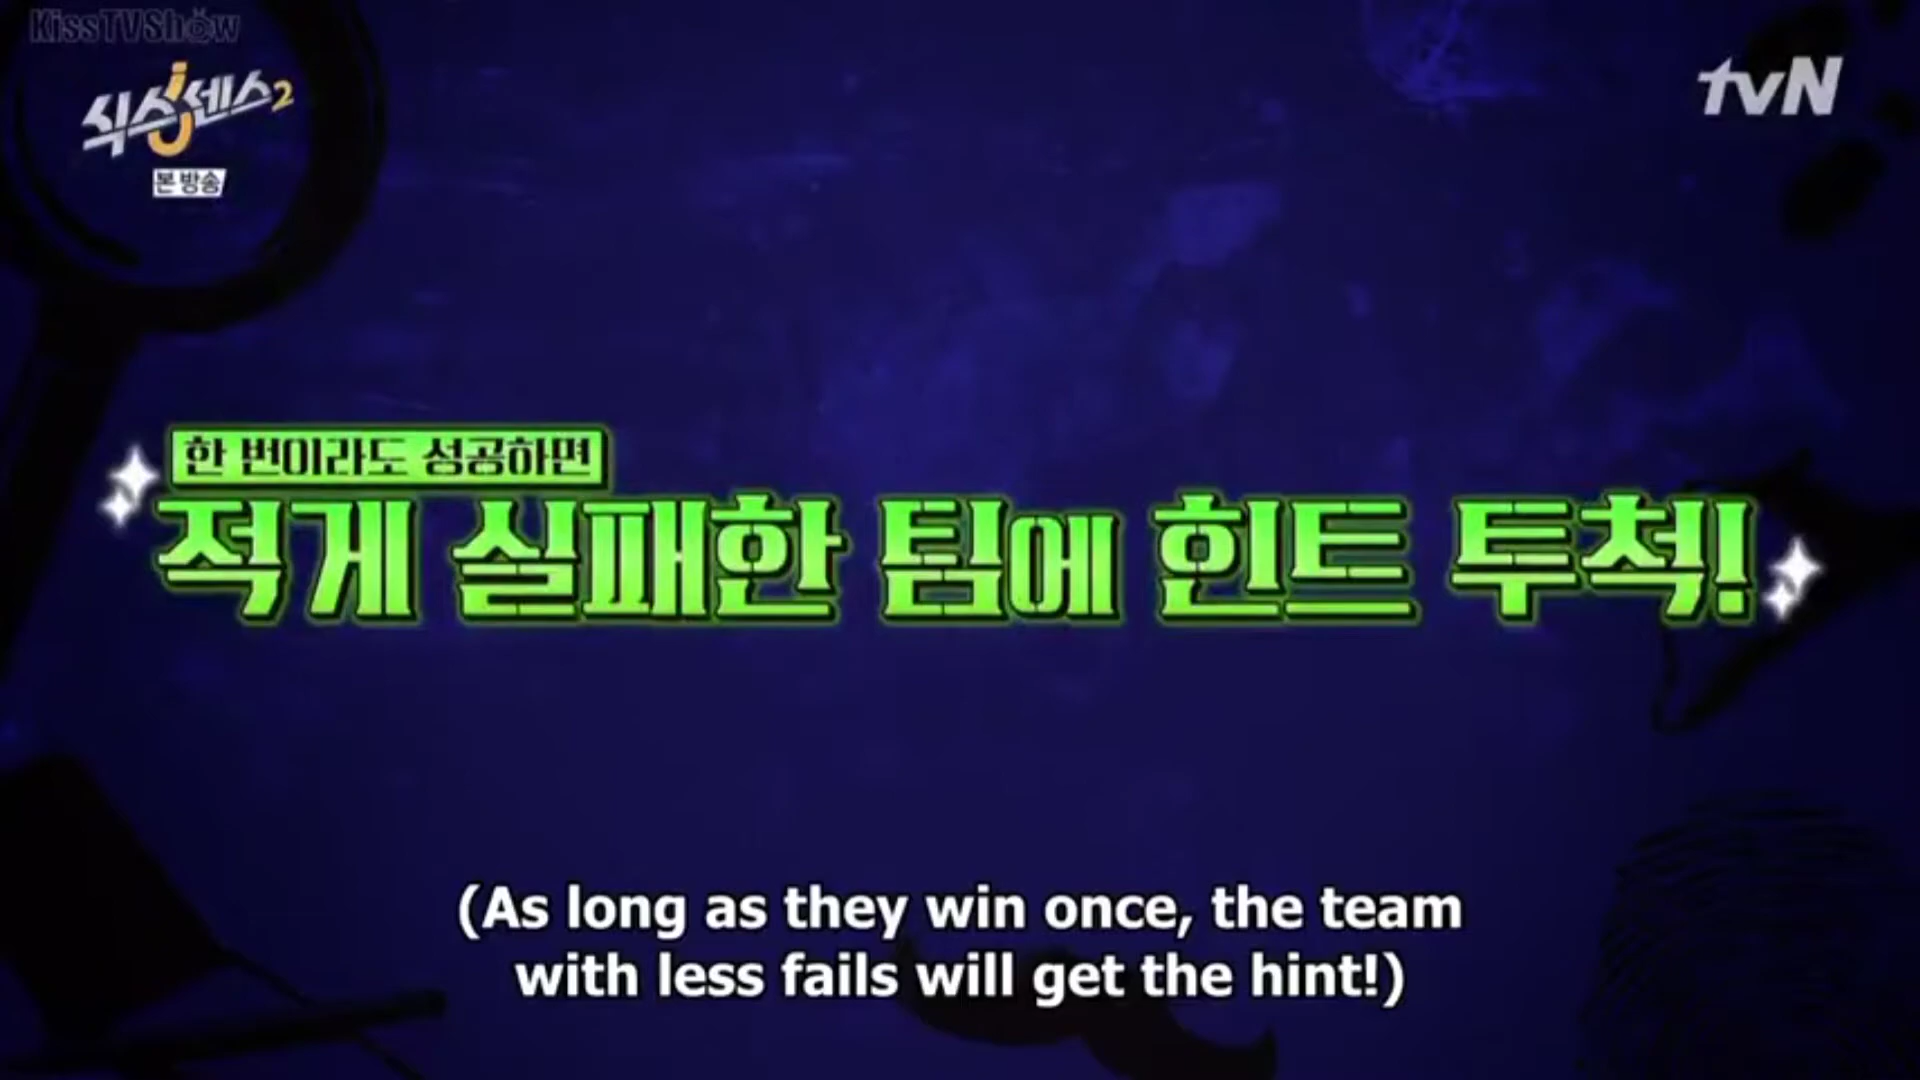 KissTVShow
식스센스2
본 방송
tvN
한 번이라도 성공하면
적게 실패한 팀에 힌트 투척!
(As long as they win once, the team
with less fails will get the hint!)